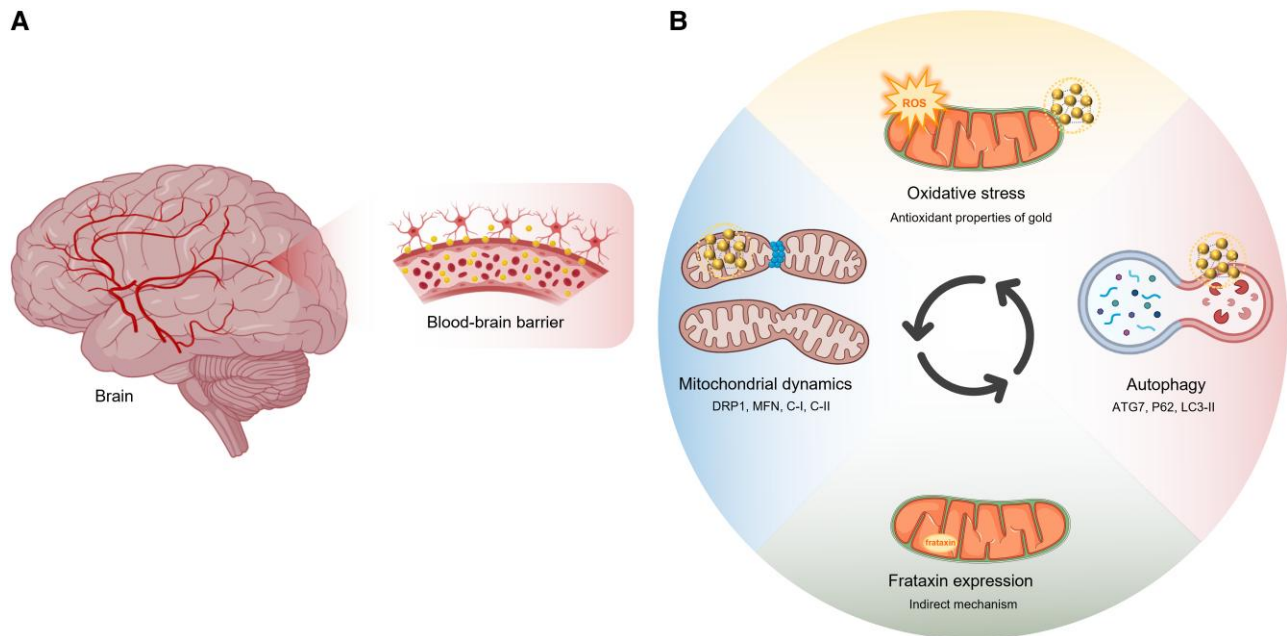 A
Brain
Blood-brain barrier
B
ROS
Oxidative stress
Antioxidant properties of gold
Mitochondrial dynamics
DRP1, MFN, C-I, C-II
Autophagy
ATG7, P62, LC3-II
frataxin
Frataxin expression
Indirect mechanism